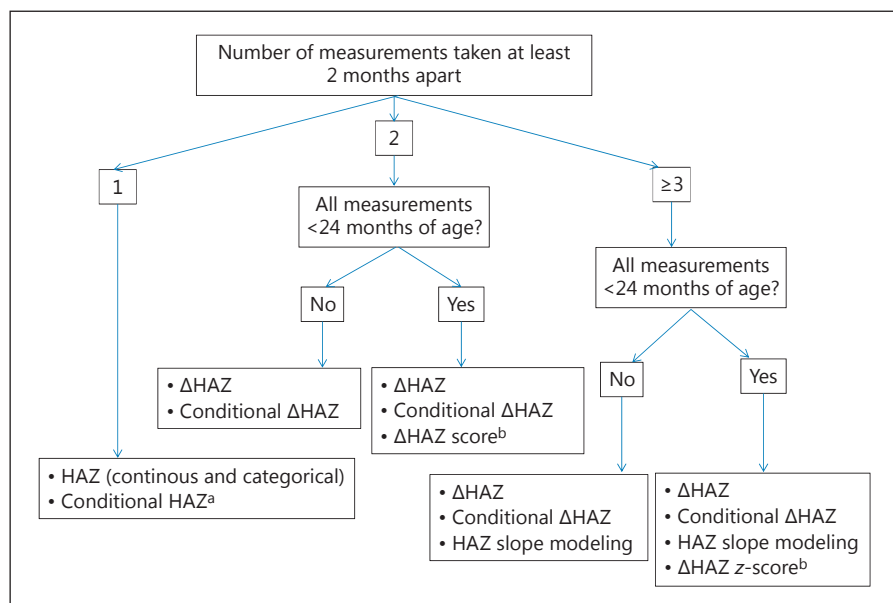 Number of measurements taken at least
2 months apart
1
2
≥3
All measurements
<24 months of age?
No
Yes
• ΔHAZ
• Conditional ΔHAZ
• ΔHAZ
• Conditional ΔHAZ
• ΔHAZ scoreᵇ
All measurements
<24 months of age?
No
Yes
• HAZ (continous and categorical)
• Conditional HAZᵃ
• ΔHAZ
• Conditional ΔHAZ
• HAZ slope modeling
• ΔHAZ
• Conditional ΔHAZ
• HAZ slope modeling
• ΔHAZ z-scoreᵇ